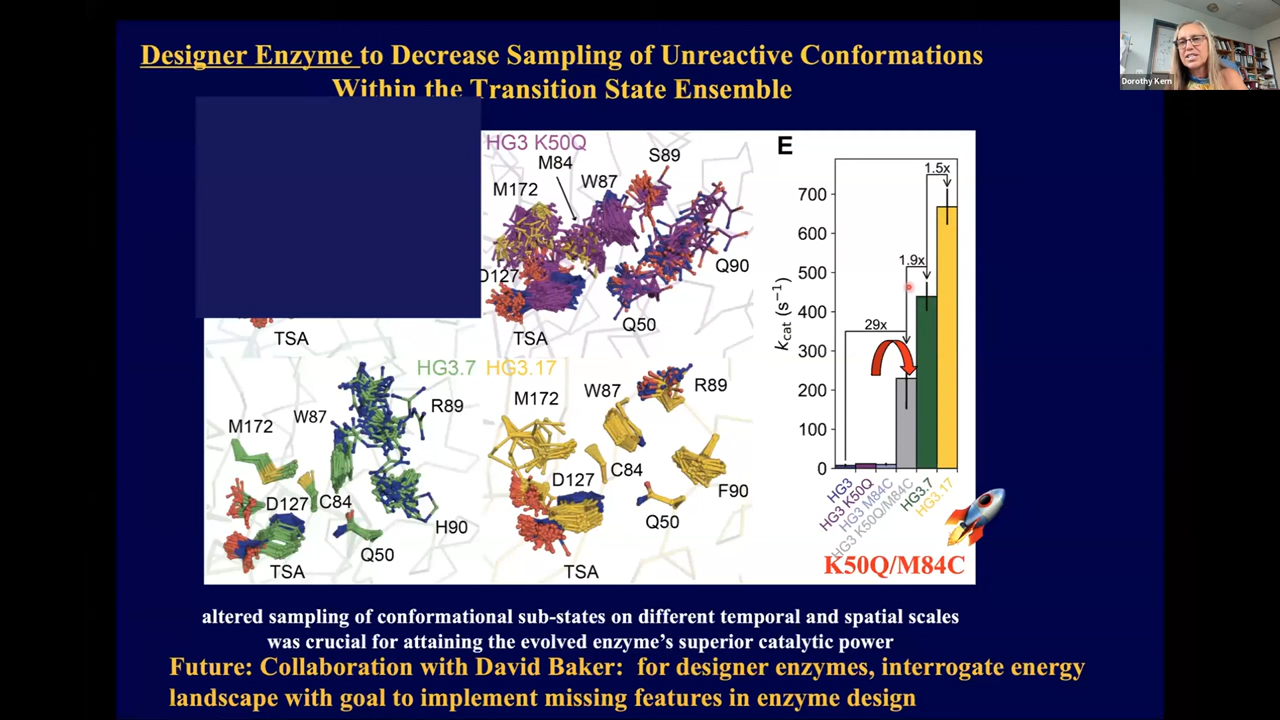 Designer Enzyme to Decrease Sampling of Unreactive Conformations
Within the Transition State Ensemble
Dorothy Kern
HG3 K50Q
M84
S89
W87
M172
Q90
D127
Q50
TSA
TSA
HG3.7
HG3.17
M172
W87
R89
D127
C84
H90
Q50
TSA
M172
W87
R89
D127
C84
F90
Q50
TSA
E
kcat (s−1)
700
600
500
400
300
200
100
0
29x
1.9x
1.5x
HG3
HG3 K50Q
HG3 M84C
HG3 K50Q/M84C
HG3.7
HG3.17
K50Q/M84C
altered sampling of conformational sub-states on different temporal and spatial scales
was crucial for attaining the evolved enzyme's superior catalytic power
Future: Collaboration with David Baker: for designer enzymes, interrogate energy
landscape with goal to implement missing features in enzyme design